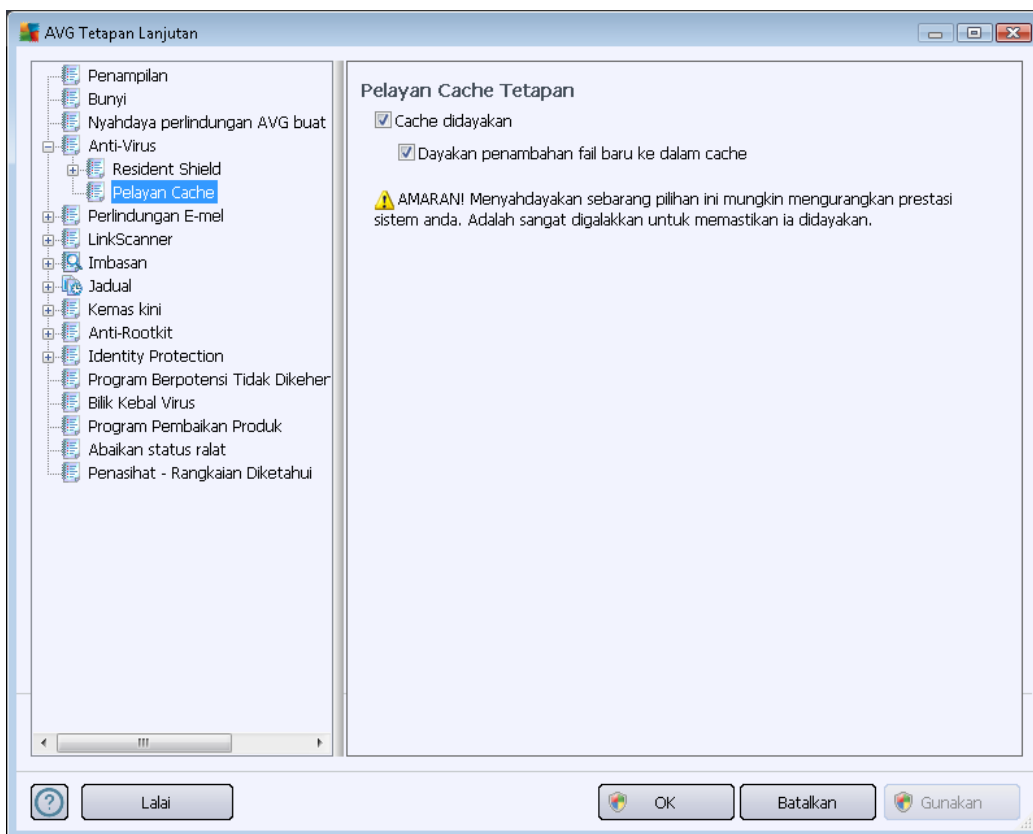 AVG Tetapan Lanjutan
Penampilan
Bunyi
Nyahdaya perlindungan AVG buat
Anti-Virus
Resident Shield
Pelayan Cache
Perlindungan E-mel
LinkScanner
Imbasan
Jadual
Kemas kini
Anti-Rootkit
Identity Protection
Program Berpotensi Tidak Dikeher
Bilik Kebal Virus
Program Pembaikan Produk
Abaikan status ralat
Penasihat - Rangkaian Diketahui
Pelayan Cache Tetapan
Cache didayakan
Dayakan penambahan fail baru ke dalam cache
AMARAN! Menyahdayakan sebarang pilihan ini mungkin mengurangkan prestasi
sistem anda. Adalah sangat digalakkan untuk memastikan ia didayakan.
Lalai
OK
Batalkan
Gunakan